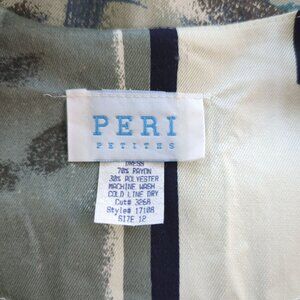 PERI
PETITES
DRESS
70% RAYON
30% POLYESTER
MACHINE WASH
COLD LINE DRY
Cut# 3268
Style# 17108
SIZE 12